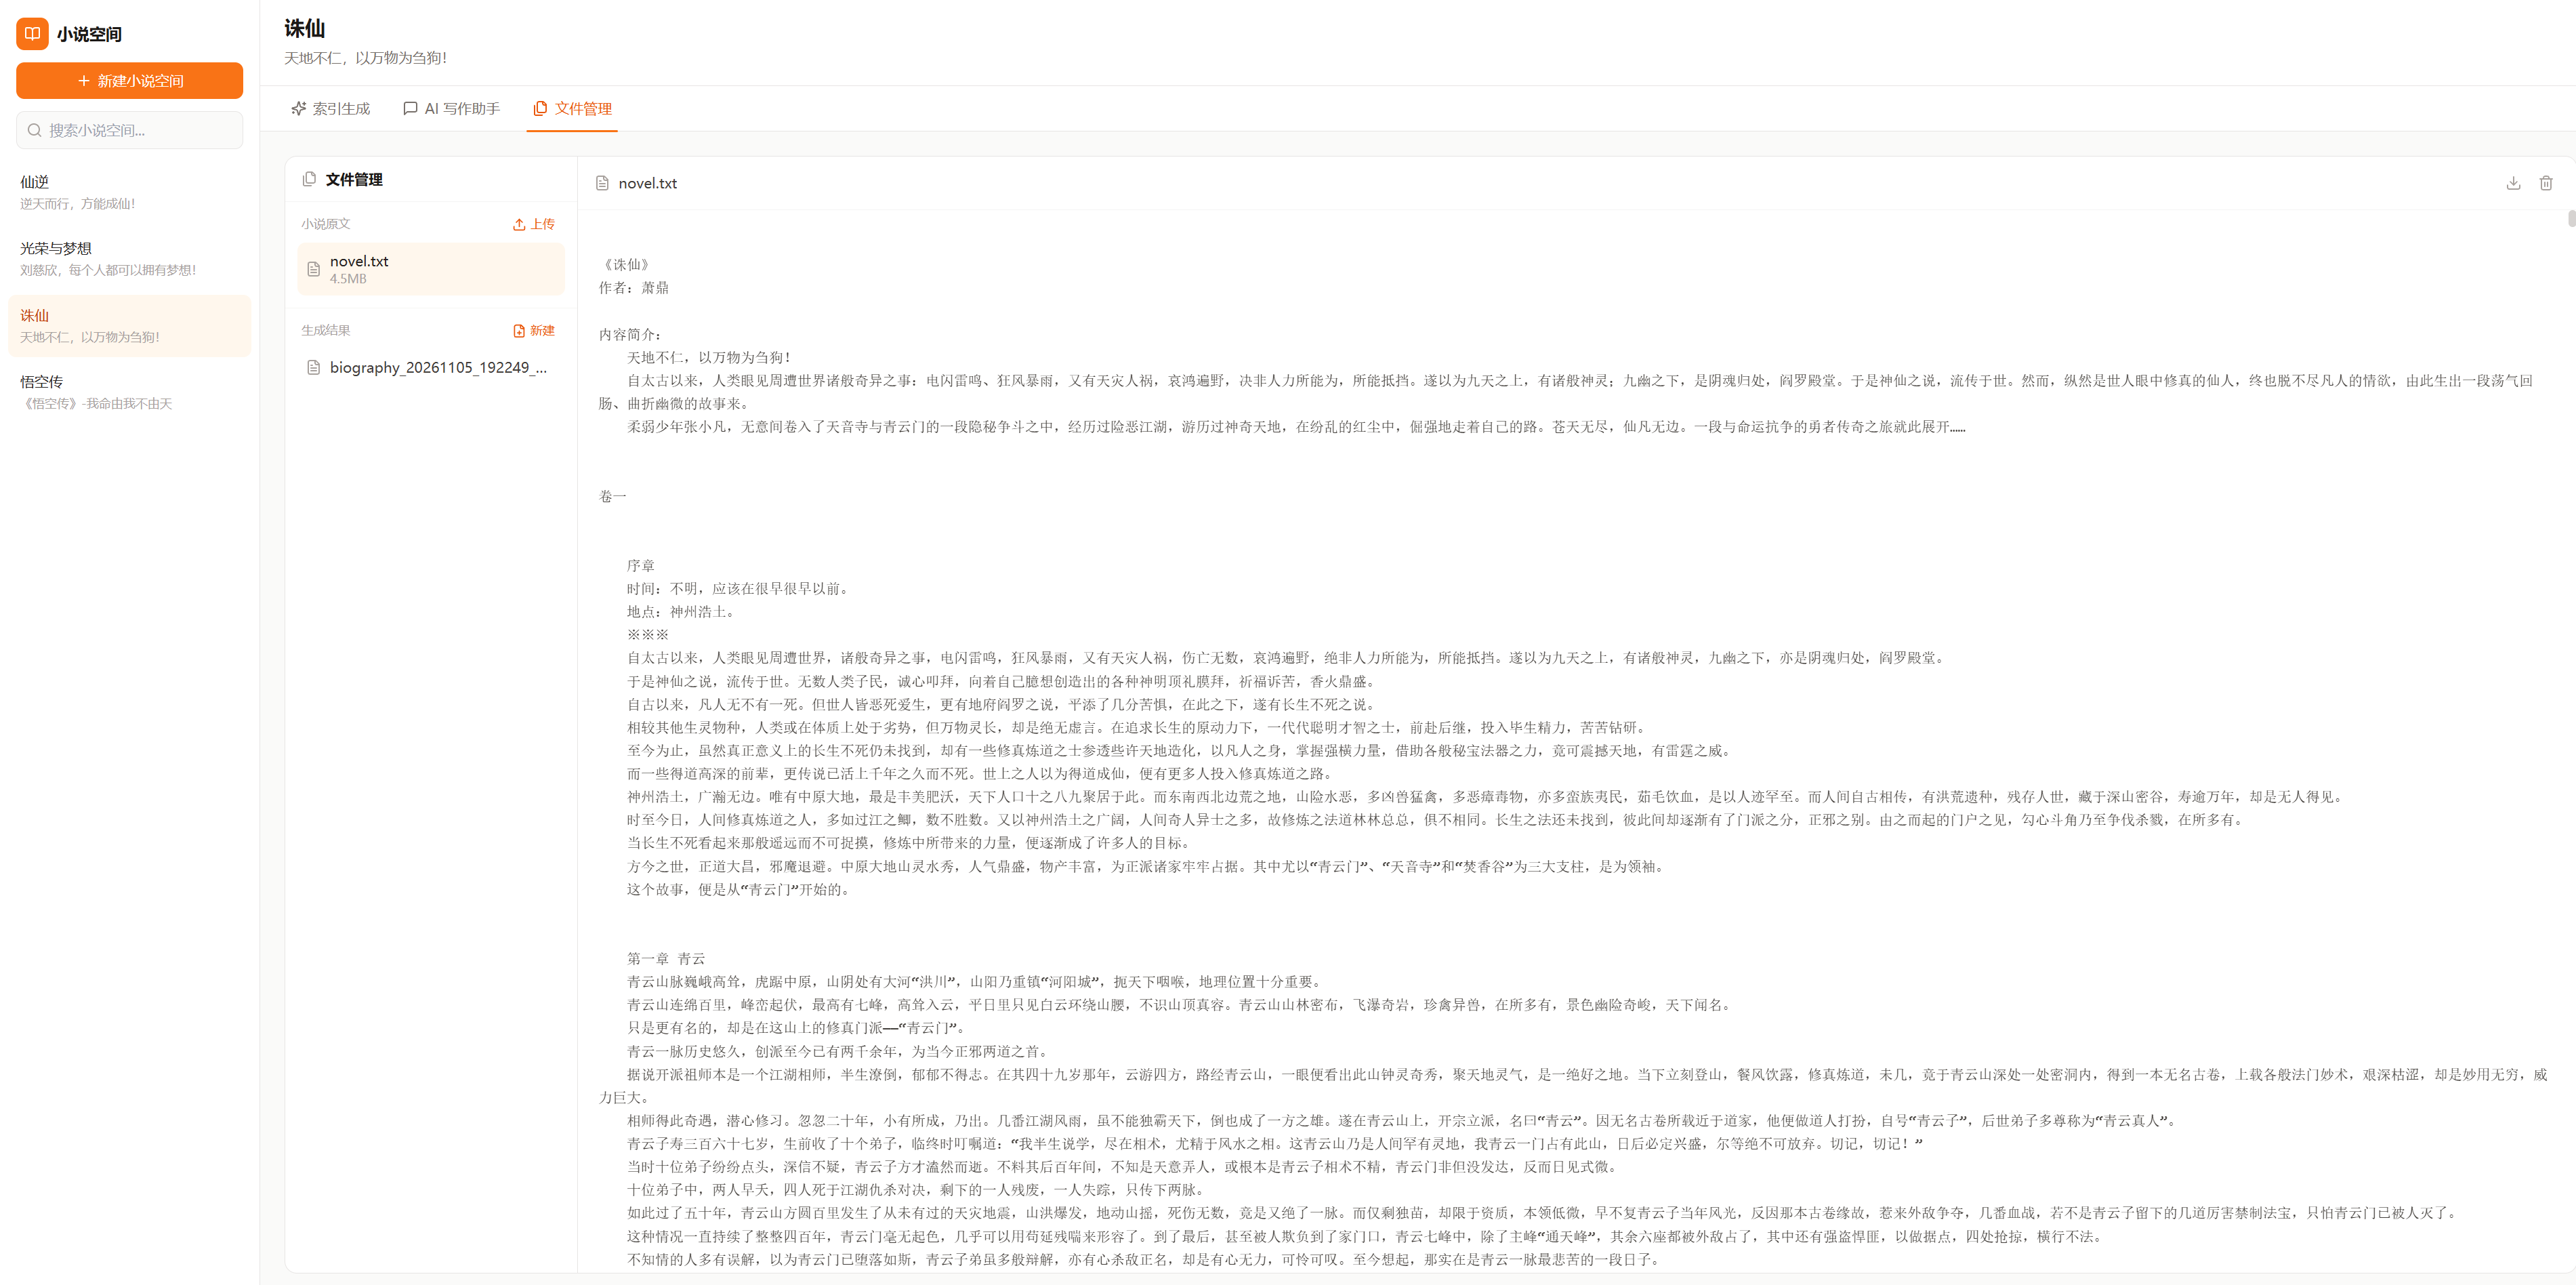 小说空间
新建小说空间
搜索小说空间...
仙逆
逆天而行，方能成仙！
光荣与梦想
刘慈欣，每个人都可以拥有梦想！
诛仙
天地不仁，以万物为刍狗！
悟空传
《悟空传》-我命由我不由天
诛仙
天地不仁，以万物为刍狗！
索引生成
AI 写作助手
文件管理
文件管理
小说原文
上传
novel.txt
4.5MB
生成结果
新建
biography_20261105_192249_...
novel.txt
《诛仙》
作者：萧鼎
内容简介：
天地不仁，以万物为刍狗！
自太古以来，人类眼见周遭世界诸般奇异之事：电闪雷鸣、狂风暴雨，又有天灾人祸，哀鸿遍野，决非人力所能为，所能抵挡。遂以为九天之上，有诸般神灵；九幽之下，是阴魂归处，阎罗殿堂。于是神仙之说，流传于世。然而，纵然是世人眼中修真的仙人，终也脱不尽凡人的情欲，由此生出一段荡气回
肠、曲折幽微的故事来。
柔弱少年张小凡，无意间卷入了天音寺与青云门的一段隐秘争斗之中，经历过险恶江湖，游历过神奇天地，在纷乱的红尘中，倔强地走着自己的路。苍天无尽，仙凡无边。一段与命运抗争的勇者传奇之旅就此展开……
卷一
序章
时间：不明，应该在很早很早以前。
地点：神州浩土。
※※※
自太古以来，人类眼见周遭世界，诸般奇异之事，电闪雷鸣，狂风暴雨，又有天灾人祸，伤亡无数，哀鸿遍野，绝非人力所能为，所能抵挡。遂以为九天之上，有诸般神灵，九幽之下，亦是阴魂归处，阎罗殿堂。
于是神仙之说，流传于世。无数人类子民，诚心叩拜，向着自己臆想创造出的各种神明顶礼膜拜，祈福诉苦，香火鼎盛。
自古以来，凡人无不有一死。但世人皆恶死爱生，更有地府阎罗之说，平添了几分苦惧，在此之下，遂有长生不死之说。
相较其他生灵物种，人类或在体质上处于劣势，但万物灵长，却是绝无虚言。在追求长生的原动力下，一代代聪明才智之士，前赴后继，投入毕生精力，苦苦钻研。
至今为止，虽然真正意义上的长生不死仍未找到，却有一些修真炼道之士参透些许天地造化，以凡人之身，掌握强横力量，借助各般秘宝法器之力，竟可震撼天地，有雷霆之威。
而一些得道高深的前辈，更传说已活上千年之久而不死。世上之人以为得道成仙，便有更多人投入修真炼道之路。
神州浩土，广瀚无边。唯有中原大地，最是丰美肥沃，天下人口十之八九聚居于此。而东南西北边荒之地，山险水恶，多凶兽猛禽，多恶瘴毒物，亦多蛮族夷民，茹毛饮血，是以人迹罕至。而人间自古相传，有洪荒遗种，残存人世，藏于深山密谷，寿逾万年，却是无人得见。
时至今日，人间修真炼道之人，多如过江之鲫，数不胜数。又以神州浩土之广阔，人间奇人异士之多，故修炼之法道林林总总，俱不相同。长生之法还未找到，彼此间却逐渐有了门派之分，正邪之别。由之而起的门户之见，勾心斗角乃至争伐杀戮，在所多有。
当长生不死看起来那般遥远而不可捉摸，修炼中所带来的力量，便逐渐成了许多人的目标。
方今之世，正道大昌，邪魔退避。中原大地山灵水秀，人气鼎盛，物产丰富，为正派诸家牢牢占据。其中尤以“青云门”、“天音寺”和“焚香谷”为三大支柱，是为领袖。
这个故事，便是从“青云门”开始的。
第一章 青云
青云山脉巍峨高耸，虎踞中原，山阴处有大河“洪川”，山阳乃重镇“河阳城”，扼天下咽喉，地理位置十分重要。
青云山连绵百里，峰峦起伏，最高有七峰，高耸入云，平日里只见白云环绕山腰，不识山顶真容。青云山山林密布，飞瀑奇岩，珍禽异兽，在所多有，景色幽险奇峻，天下闻名。
只是更有名的，却是在这山上的修真门派——“青云门”。
青云一脉历史悠久，创派至今已有两千余年，为当今正邪两道之首。
据说开派祖师本是一个江湖相师，半生潦倒，郁郁不得志。在其四十九岁那年，云游四方，路经青云山，一眼便看出此山钟灵奇秀，聚天地灵气，是一绝好之地。当下立刻登山，餐风饮露，修真炼道，未几，竟于青云山深处一处密洞内，得到一本无名古卷，上载各般法门妙术，艰深枯涩，却是妙用无穷，威
力巨大。
相师得此奇遇，潜心修习。忽忽二十年，小有所成，乃出。几番江湖风雨，虽不能独霸天下，倒也成了一方之雄。遂在青云山上，开宗立派，名曰“青云”。因无名古卷所载近于道家，他便做道人打扮，自号“青云子”，后世弟子多尊称为“青云真人”。
青云子寿三百六十七岁，生前收了十个弟子，临终时叮嘱道：“我半生说学，尽在相术，尤精于风水之相。这青云山乃是人间罕有灵地，我青云一门占有此山，日后必定兴盛，尔等绝不可放弃。切记，切记！”
当时十位弟子纷纷点头，深信不疑，青云子方才溘然而逝。不料其后百年间，不知是天意弄人，或根本是青云子相术不精，青云门非但没发达，反而日见式微。
十位弟子中，两人早夭，四人死于江湖仇杀对决，剩下的一人残废，一人失踪，只传下两脉。
如此过了五十年，青云山方圆百里发生了从未有过的天灾地震，山洪爆发，地动山摇，死伤无数，竟是又绝了一脉。而仅剩独苗，却限于资质，本领低微，早不复青云子当年风光，反因那本古卷缘故，惹来外敌争夺，几番血战，若不是青云子留下的几道厉害禁制法宝，只怕青云门已被人灭了。
这种情况一直持续了整整四百年，青云门毫无起色，几乎可以用苟延残喘来形容了。到了最后，甚至被人欺负到了家门口，青云七峰中，除了主峰“通天峰”，其余六座都被外敌占了，其中还有强盗悍匪，以做据点，四处抢掠，横行不法。
不知情的人多有误解，以为青云门已堕落如斯，青云子弟虽多般辩解，亦有心杀敌正名，却是有心无力，可怜可叹。至今想起，那实在是青云一脉最悲苦的一段日子。